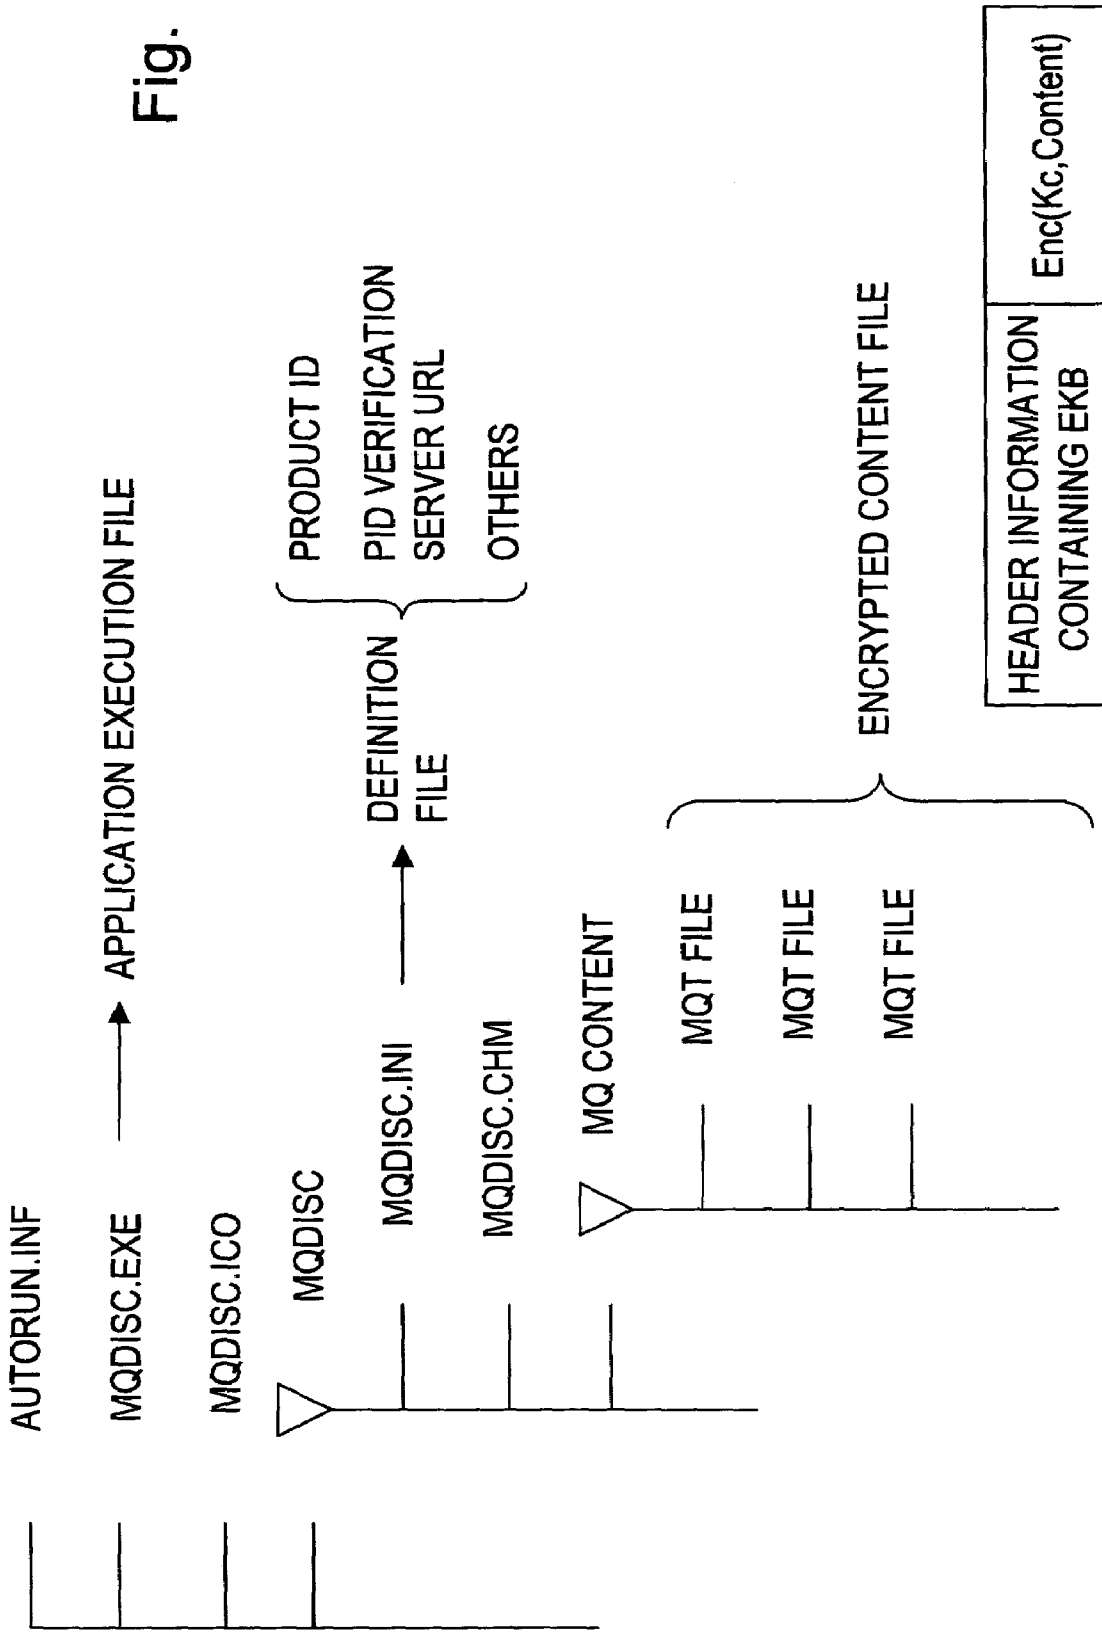 Fig.
AUTORUN.INF
MQDISC.EXE
APPLICATION EXECUTION FILE
MQDISC.ICO
MQDISC
MQDISC.INI
DEFINITION
FILE
PRODUCT ID
PID VERIFICATION
SERVER URL
OTHERS
MQDISC.CHM
MQ CONTENT
MQT FILE
MQT FILE
MQT FILE
ENCRYPTED CONTENT FILE
HEADER INFORMATION
CONTAINING EKB
Enc(Kc,Content)